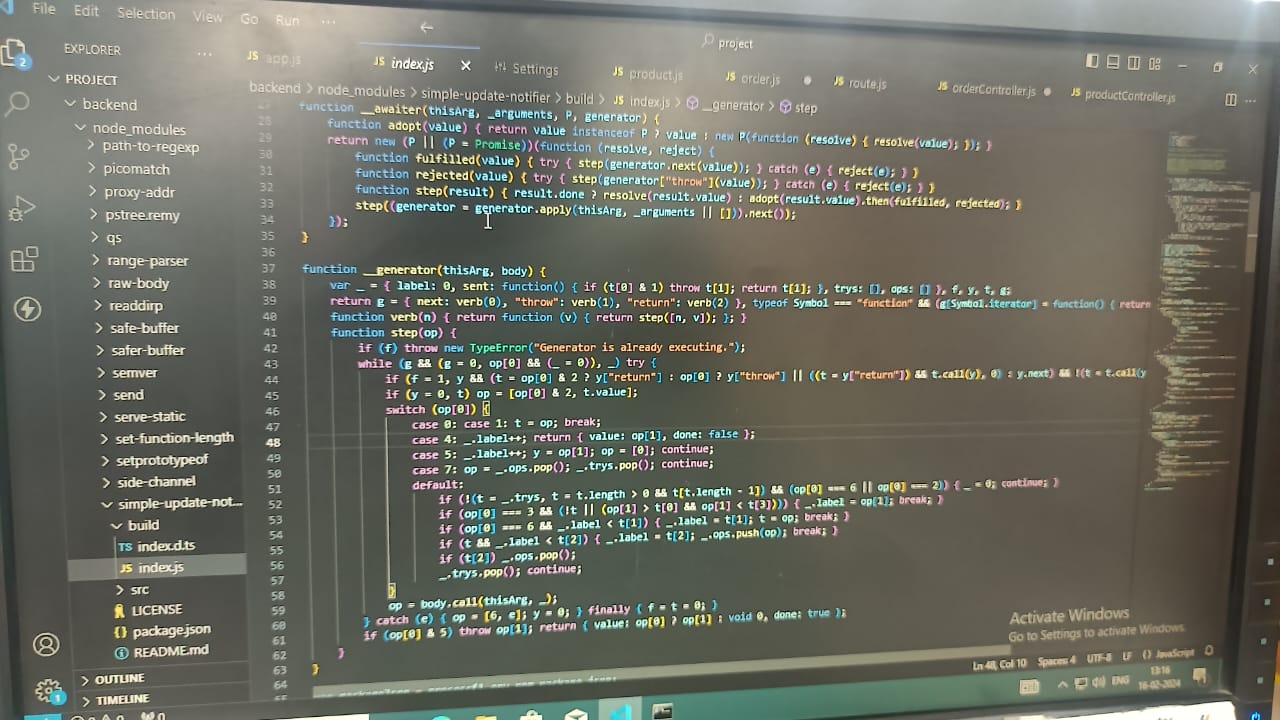 File Edit Selection View Go Run ...
project
EXPLORER ...
JS app.js
JS index.js
Settings
JS product.js
JS order.js
JS route.js
JS orderController.js
JS productController.js
PROJECT
backend
node_modules
path-to-regexp
picomatch
proxy-addr
pstree.remy
qs
range-parser
raw-body
readdirp
safe-buffer
safer-buffer
semver
send
serve-static
set-function-length
setprototypeof
side-channel
simple-update-not...
build
TS index.d.ts
JS index.js
src
LICENSE
package.json
README.md
OUTLINE
TIMELINE
backend > node_modules > simple-update-notifier > build > JS index.js > __generator > step
function __awaiter(thisArg, _arguments, P, generator) {
28 function adopt(value) { return value instanceof P ? value : new P(function (resolve) { resolve(value); }); }
29 return new (P || (P = Promise))(function (resolve, reject) {
30 function fulfilled(value) { try { step(generator.next(value)); } catch (e) { reject(e); } }
31 function rejected(value) { try { step(generator["throw"](value)); } catch (e) { reject(e); } }
32 function step(result) { result.done ? resolve(result.value) : adopt(result.value).then(fulfilled, rejected); }
33 step((generator = generator.apply(thisArg, _arguments || [])).next());
34 });
35 }
36
37 function __generator(thisArg, body) {
38 var _ = { label: 0, sent: function() { if (t[0] & 1) throw t[1]; return t[1]; }, trys: [], ops: [] }, f, y, t, g;
39 return g = { next: verb(0), "throw": verb(1), "return": verb(2) }, typeof Symbol === "function" && (g[Symbol.iterator] = function() { return
40 function verb(n) { return function (v) { return step([n, v]); }; }
41 function step(op) {
42 if (f) throw new TypeError("Generator is already executing.");
43 while (g && (g = 0, op[0] && (_ = 0)), _) try {
44 if (f = 1, y && (t = op[0] & 2 ? y["return"] : op[0] ? y["throw"] || ((t = y["return"]) && t.call(y), 0) : y.next) && !(t = t.call(y
45 if (y = 0, t) op = [op[0] & 2, t.value];
46 switch (op[0]) {
47 case 0: case 1: t = op; break;
48 case 4: _.label++; return { value: op[1], done: false };
49 case 5: _.label++; y = op[1]; op = [0]; continue;
50 case 7: op = _.ops.pop(); _.trys.pop(); continue;
51 default:
52 if (!(t = _.trys, t = t.length > 0 && t[t.length - 1]) && (op[0] === 6 || op[0] === 2)) { _ = 0; continue; }
53 if (op[0] === 3 && (!t || (op[1] > t[0] && op[1] < t[3]))) { _.label = op[1]; break; }
54 if (op[0] === 6 && _.label < t[1]) { _.label = t[1]; t = op; break; }
55 if (t && _.label < t[2]) { _.label = t[2]; _.ops.push(op); break; }
56 if (t[2]) _.ops.pop();
57 _.trys.pop(); continue;
58 }
59 op = body.call(thisArg, _);
60 } catch (e) { op = [6, e]; y = 0; } finally { f = t = 0; }
61 if (op[0] & 5) throw op[1]; return { value: op[0] ? op[1] : void 0, done: true };
62 }
63 }
64
Activate Windows
Go to Settings to activate Windows.
Ln 48, Col 10 Spaces: 4 UTF-8 LF {} JavaScript
ENG
13:16
16-02-2024